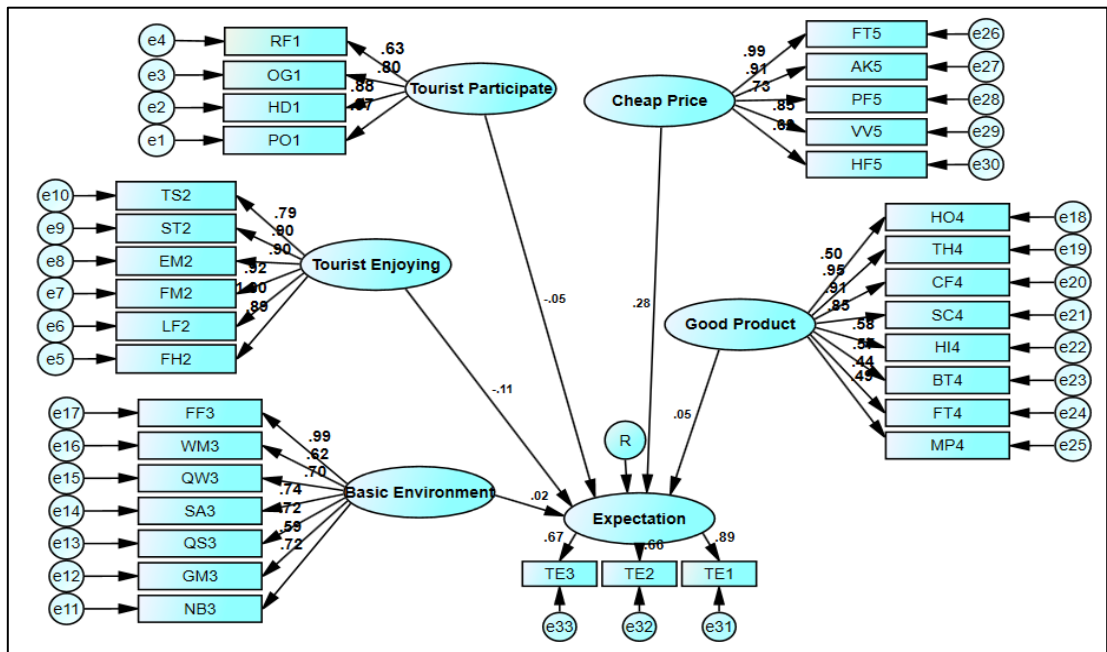 e4 RF1
e3 OG1
e2 HD1
e1 PO1
.63
.80
.88
Tourist Participate
e10 TS2
e9 ST2
e8 EM2
e7 FM2
e6 LF2
e5 FH2
.79
.90
.90
.92
.89
Tourist Enjoying
e17 FF3
e16 WM3
e15 QW3
e14 SA3
e13 QS3
e12 GM3
e11 NB3
.99
.62
.70
.74
.72
.59
.72
Basic Environment
FT5 e26
AK5 e27
PF5 e28
VV5 e29
HF5 e30
.99
.91
.73
.85
Cheap Price
HO4 e18
TH4 e19
CF4 e20
SC4 e21
HI4 e22
BT4 e23
FT4 e24
MP4 e25
.50
.95
.91
.85
.58
.44
Good Product
-.05
.28
-.11
.05
.02
R
Expectation
.67
.66
.89
TE3 TE2 TE1
e33 e32 e31